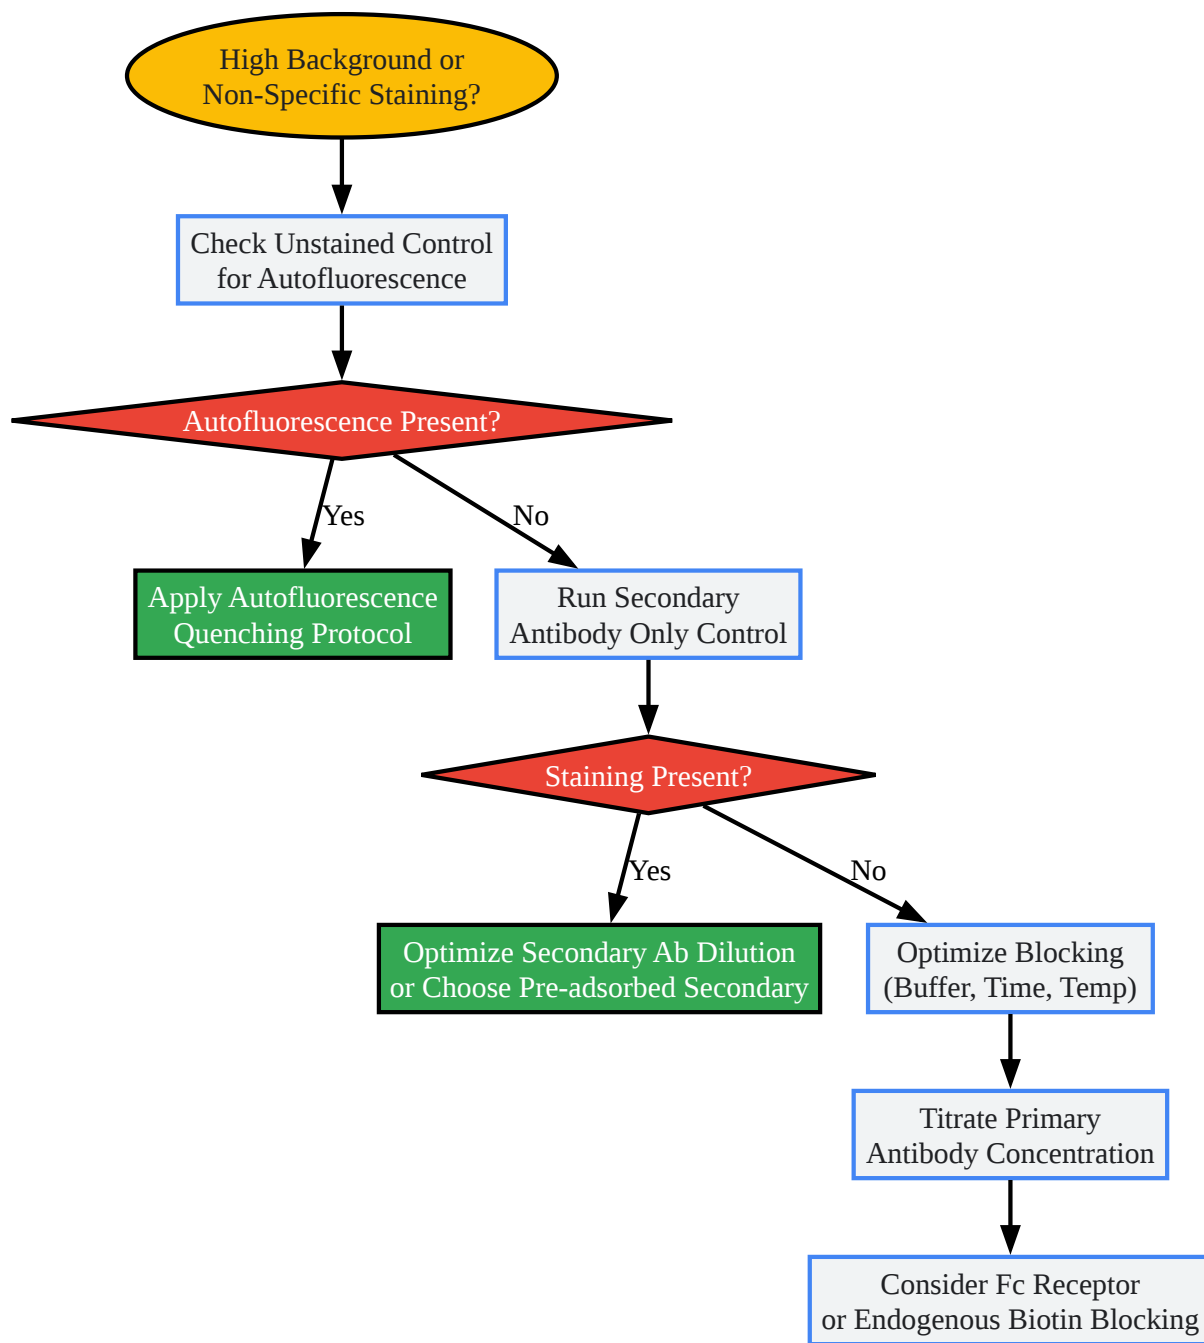 High Background or
Non-Specific Staining?
Check Unstained Control
for Autofluorescence
Autofluorescence Present?
Yes
No
Apply Autofluorescence
Quenching Protocol
Run Secondary
Antibody Only Control
Staining Present?
Yes
No
Optimize Secondary Ab Dilution
or Choose Pre-adsorbed Secondary
Optimize Blocking
(Buffer, Time, Temp)
Titrate Primary
Antibody Concentration
Consider Fc Receptor
or Endogenous Biotin Blocking